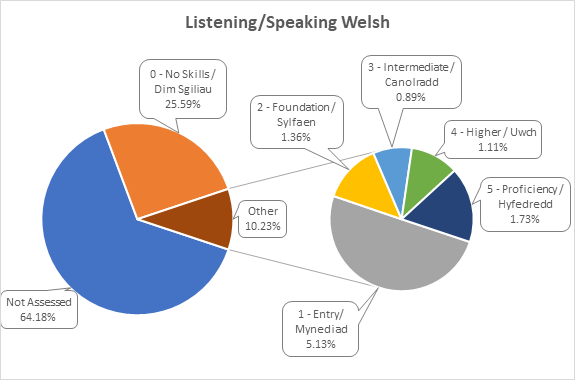 Listening/Speaking Welsh
0 - No Skills /
Dim Sgiliau
25.59%
3 - Intermediate /
Canolradd
0.89%
2 - Foundation /
Sylfaen
1.36%
4 - Higher / Uwch
1.11%
5 - Proficiency /
Hyfedredd
1.73%
Other
10.23%
Not Assessed
64.18%
1 - Entry/
Mynediad
5.13%